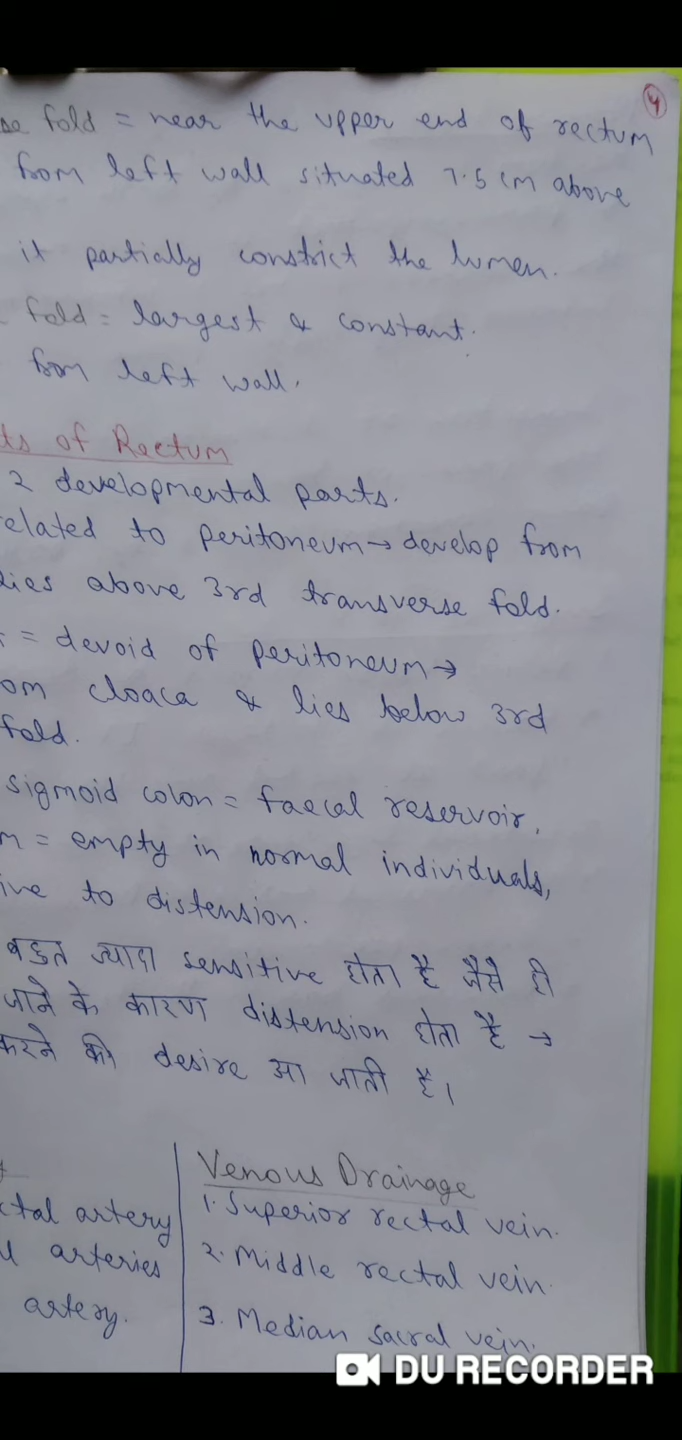 4
se fold = near the upper end of rectum
from left wall situated 7.5 cm above
it partially constrict the lumen.
fold = largest & constant.
from left wall.
ts of Rectum
2 developmental parts.
elated to peritoneum → develop from
lies above 3rd transverse fold.
= devoid of peritoneum →
om cloaca & lies below 3rd
fold.
sigmoid colon = faecal reservoir,
m = empty in normal individuals,
ive to distension.
बहुत ज्यादा sensitive होता है जैसे ही
जाने के कारण distension होता है →
करने की desire आ जाती है।
ctal artery
arteries
artery.
Venous Drainage
1. Superior rectal vein.
2. Middle rectal vein.
3. Median sacral vein.
DU RECORDER